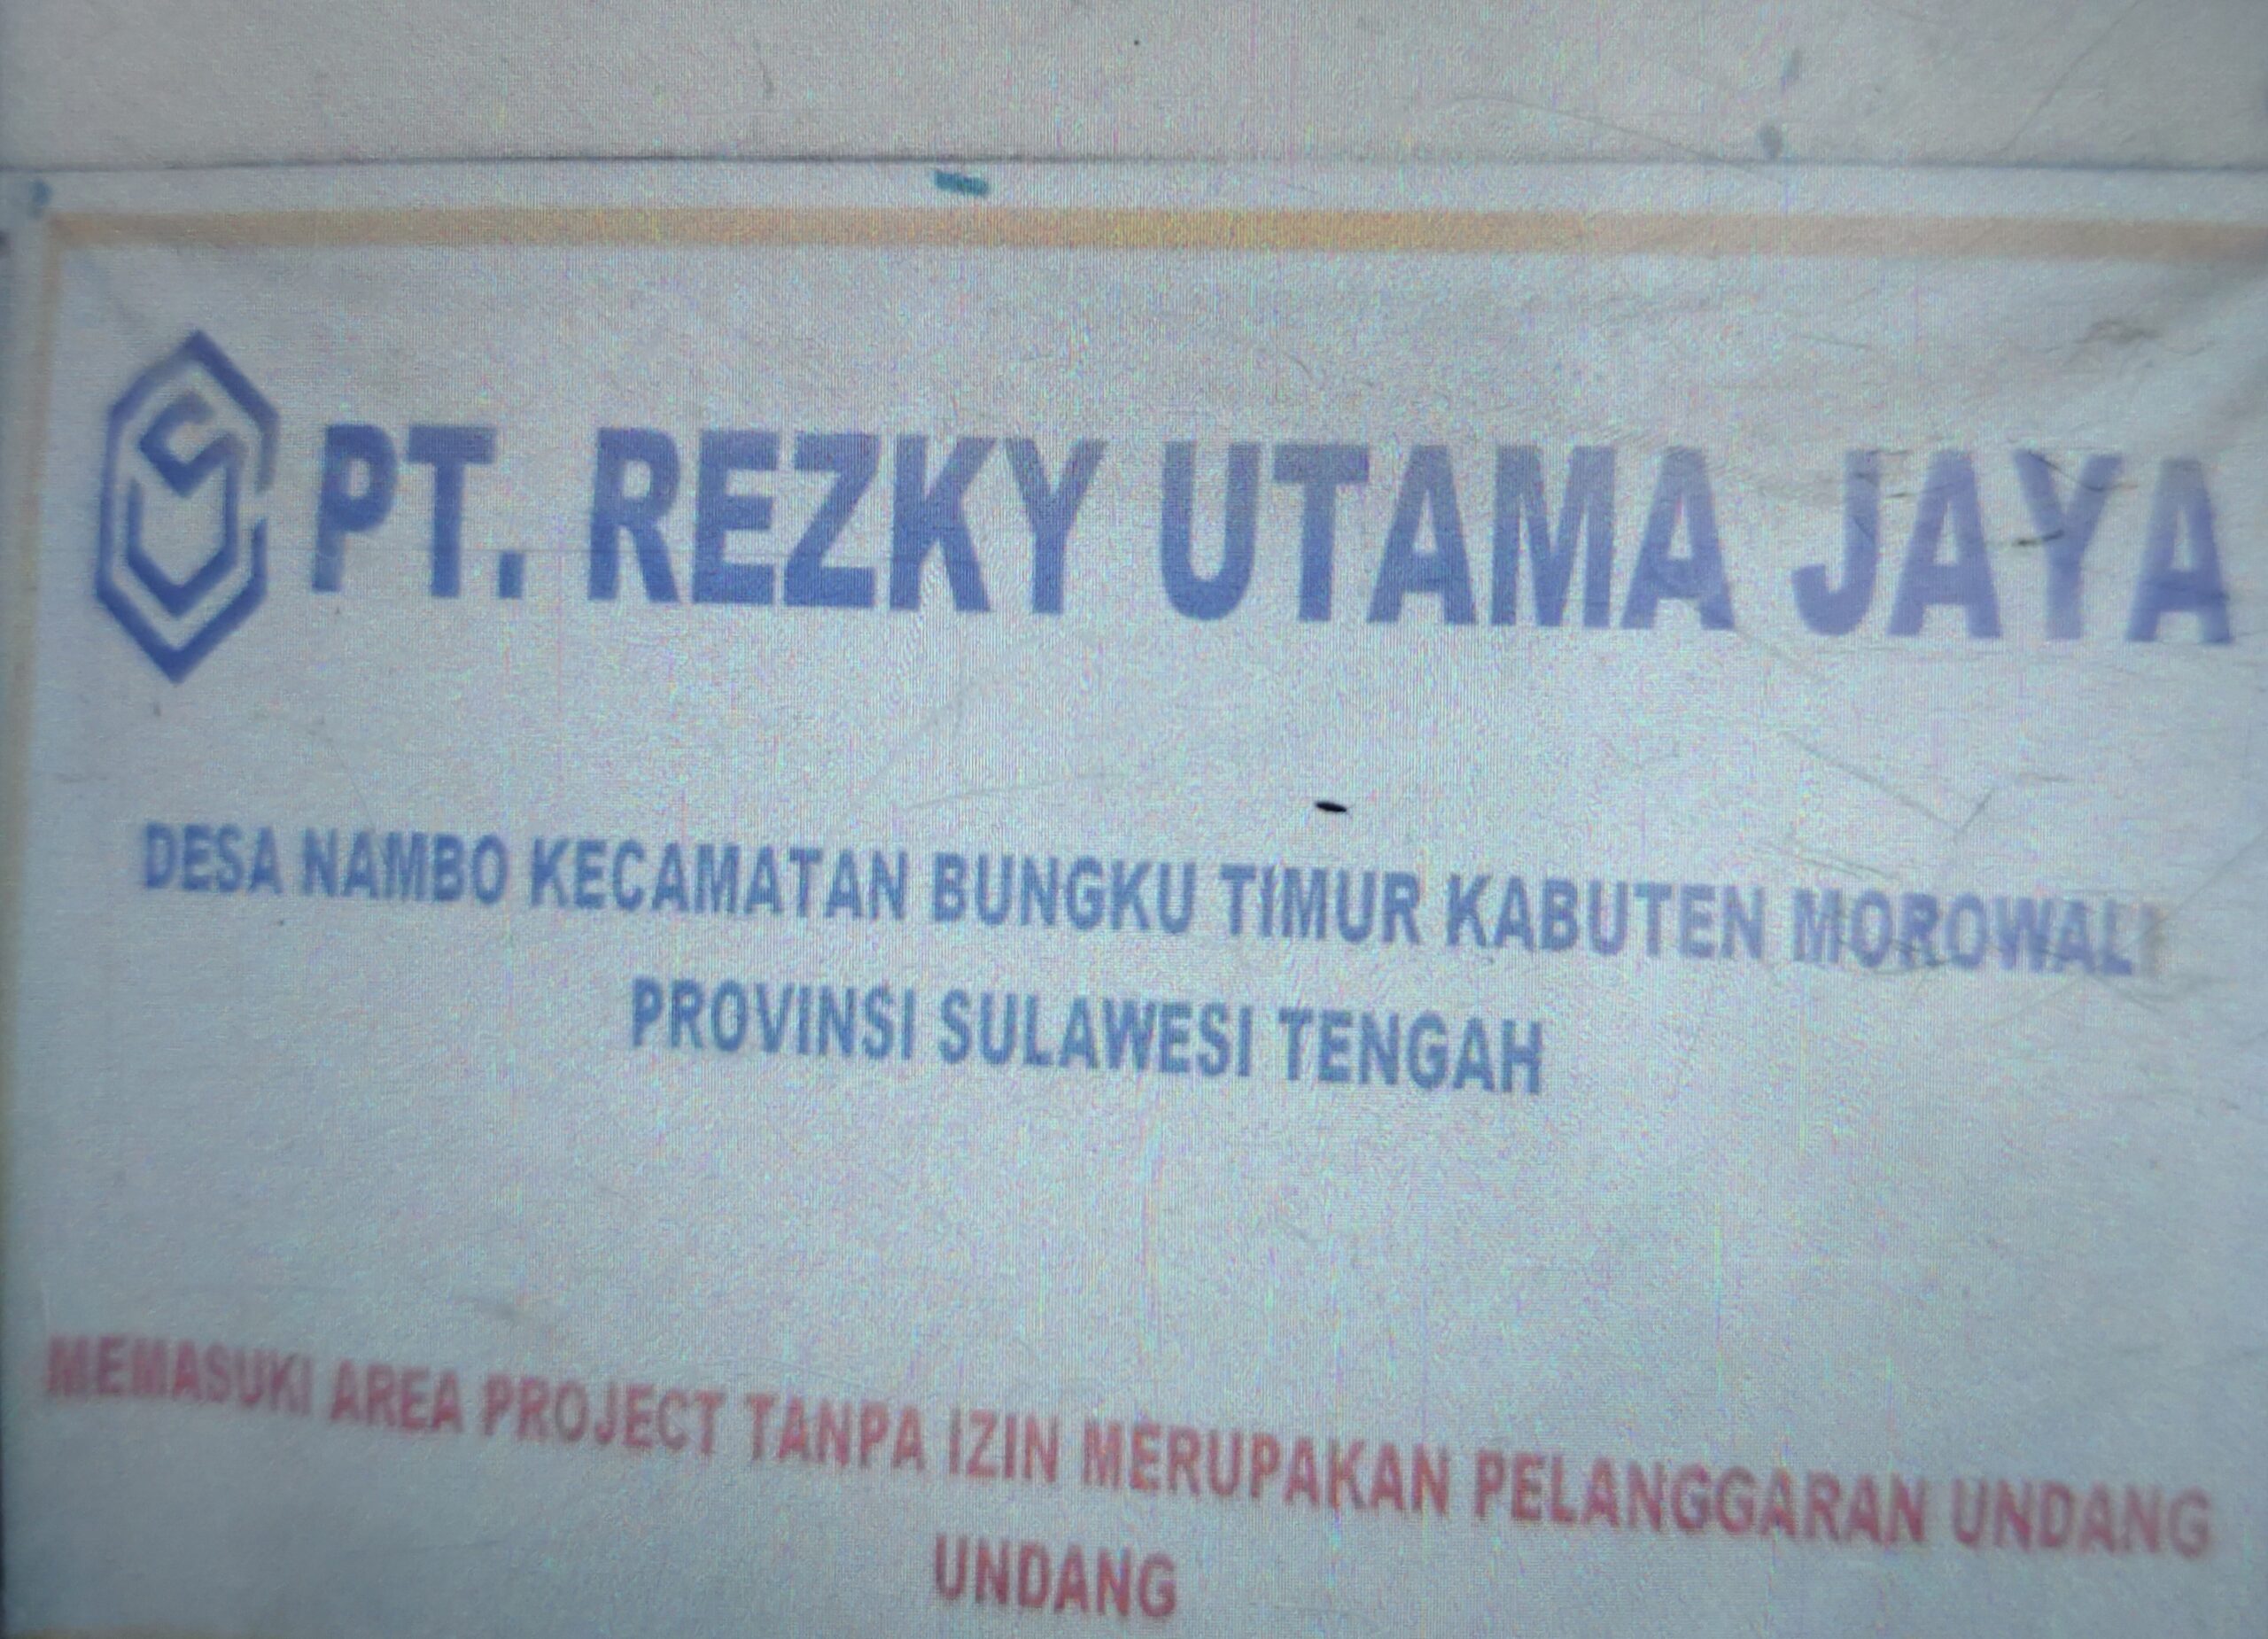 PT. REZKY UTAMA JAYA
DESA NAMBO KECAMATAN BUNGKU TIMUR KABUTEN MOROWALI
PROVINSI SULAWESI TENGAH
MEMASUKI AREA PROJECT TANPA IZIN MERUPAKAN PELANGGARAN UNDANG
UNDANG